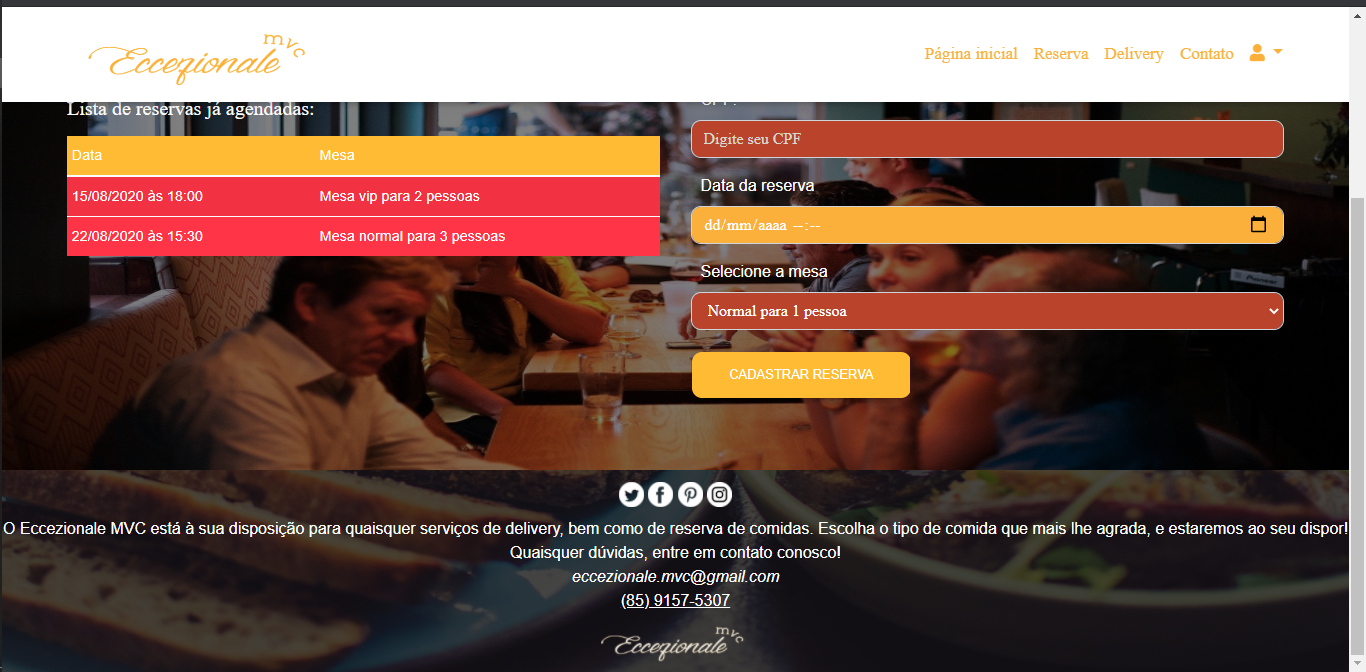 Eccezionale mvc
Página inicial Reserva Delivery Contato
Lista de reservas já agendadas:
Data Mesa
15/08/2020 às 18:00 Mesa vip para 2 pessoas
22/08/2020 às 15:30 Mesa normal para 3 pessoas
Digite seu CPF
Data da reserva
dd/mm/aaaa --:--
Selecione a mesa
Normal para 1 pessoa
CADASTRAR RESERVA
O Eccezionale MVC está à sua disposição para quaisquer serviços de delivery, bem como de reserva de comidas. Escolha o tipo de comida que mais lhe agrada, e estaremos ao seu dispor!
Quaisquer dúvidas, entre em contato conosco!
eccezionale.mvc@gmail.com
(85) 9157-5307
Eccezionale mvc